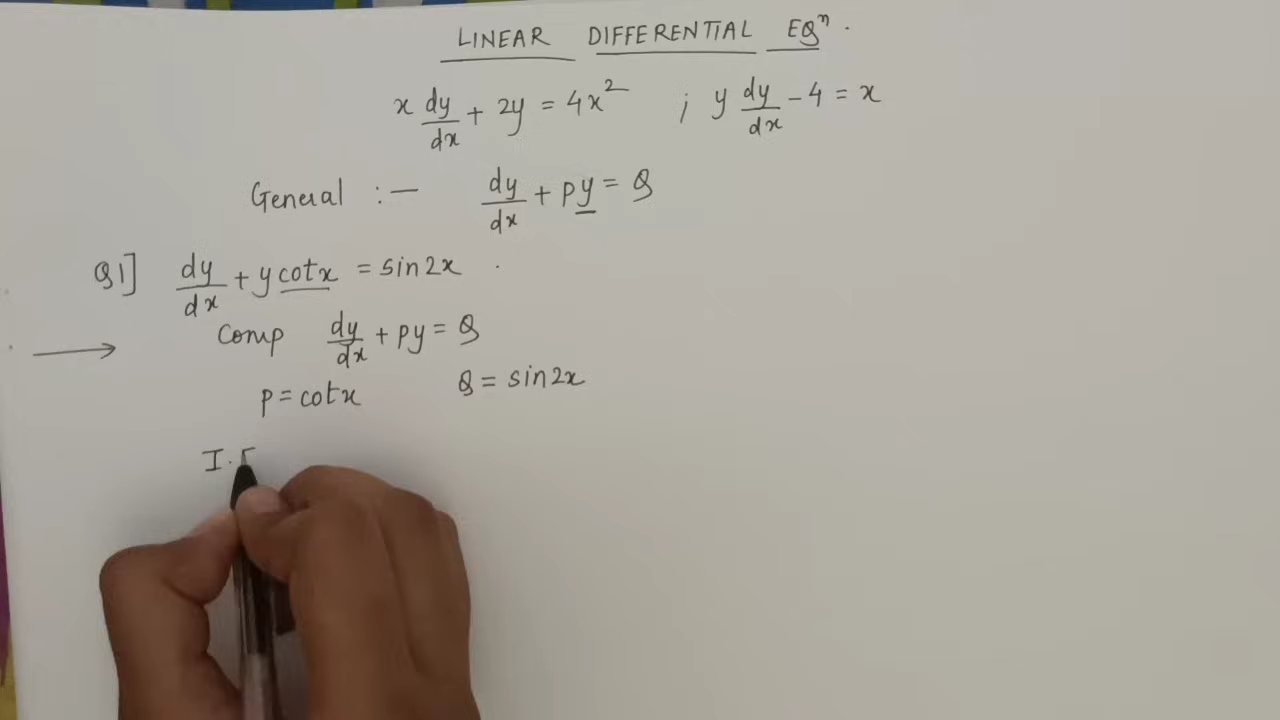 LINEAR DIFFERENTIAL EQⁿ.
x dy/dx + 2y = 4x² ; y dy/dx - 4 = x
General :- dy/dx + py = Q
Q1] dy/dx + y cotx = sin2x .
Comp dy/dx + py = Q
p = cotx Q = sin2x
I.F